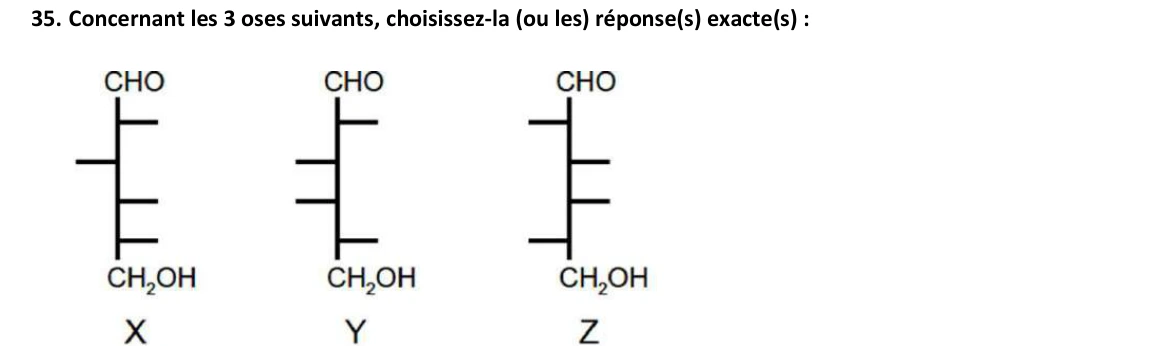 35. Concernant les 3 oses suivants, choisissez-la (ou les) réponse(s) exacte(s) :
CHO CHO CHO
CH₂OH CH₂OH CH₂OH
X Y Z